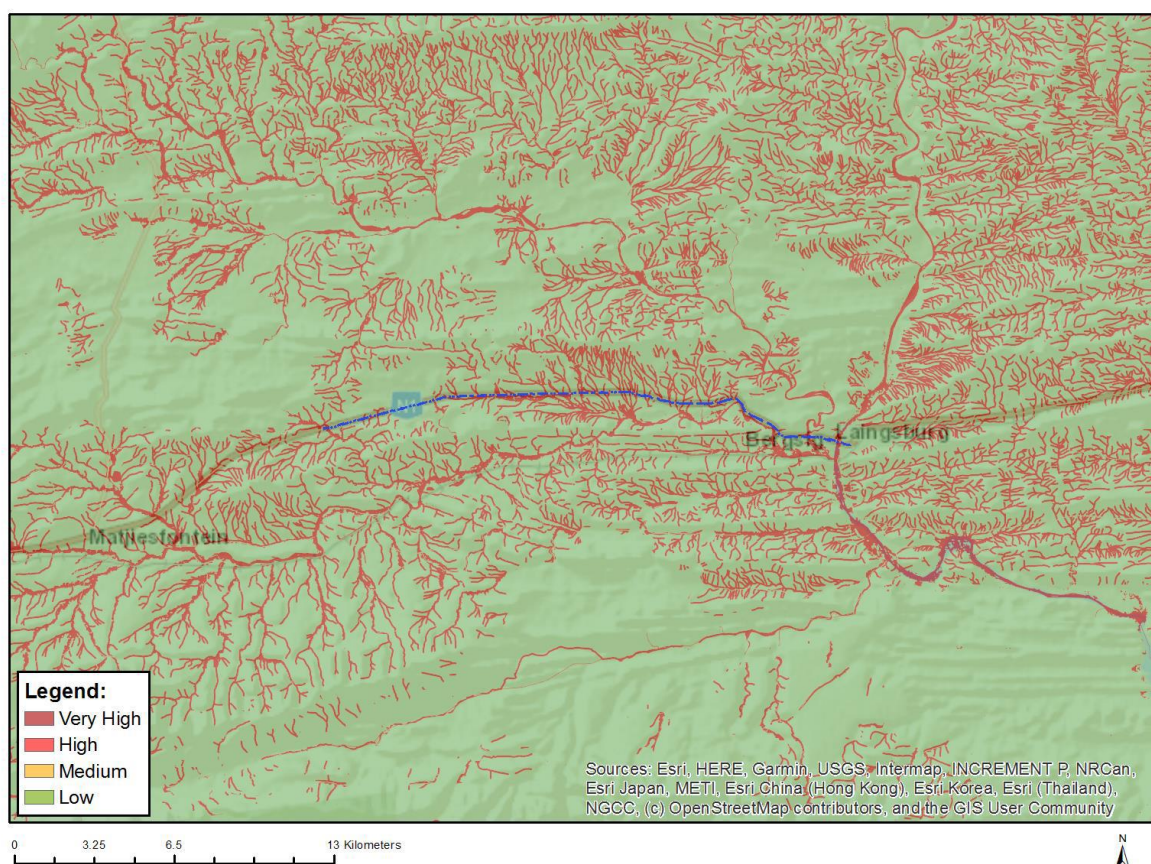 N1
Bergsig
Laingsburg
Matjiesfontein
Legend:
Very High
High
Medium
Low
Sources: Esri, HERE, Garmin, USGS, Intermap, INCREMENT P, NRCan,
Esri Japan, METI, Esri China (Hong Kong), Esri Korea, Esri (Thailand),
NGCC, (c) OpenStreetMap contributors, and the GIS User Community
0 3.25 6.5 13 Kilometers
N